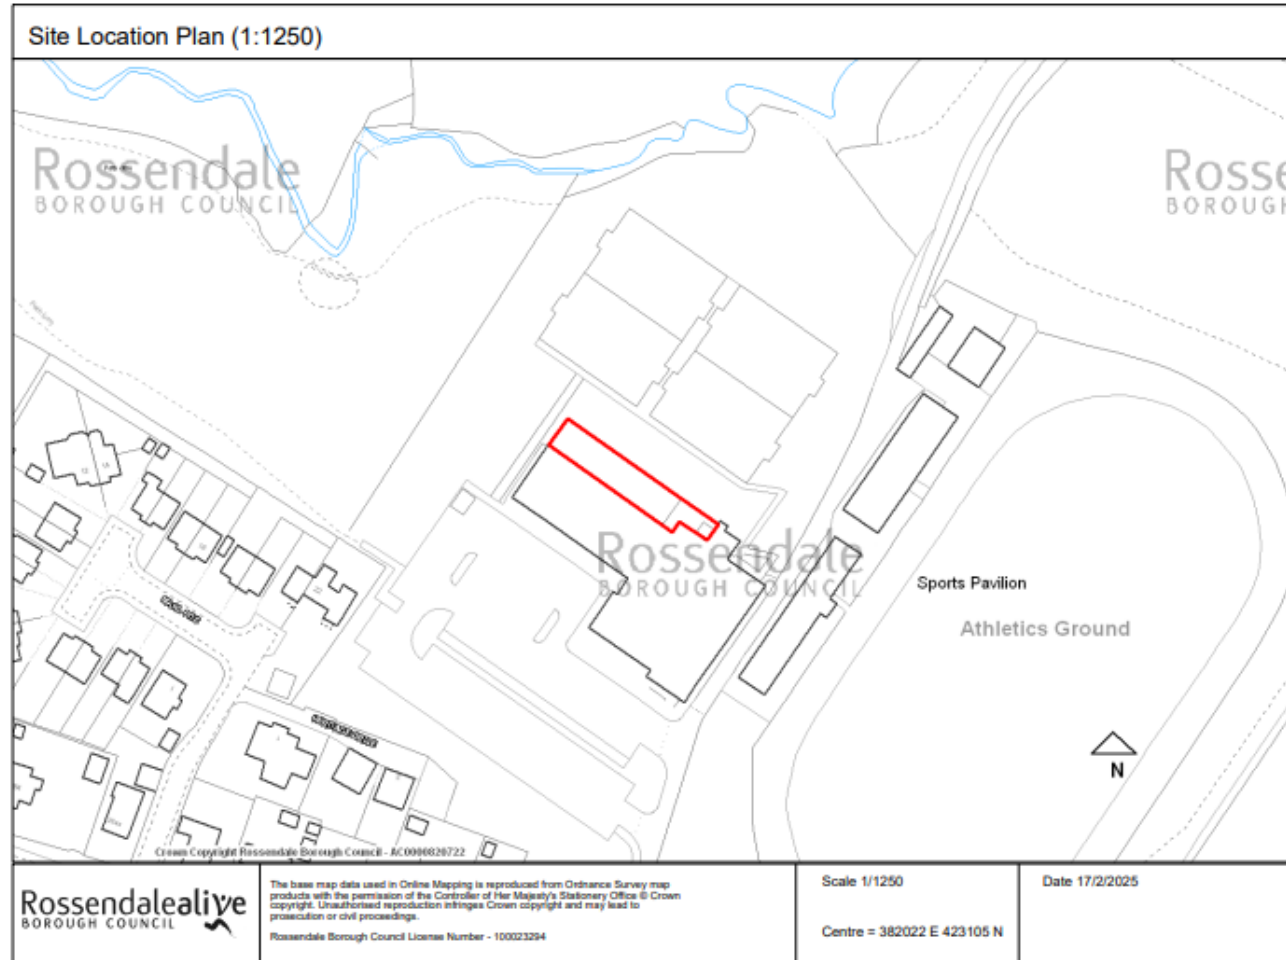 Site Location Plan (1:1250)
Rossendale
BOROUGH COUNCIL
Rosse
BOROUGH
Rossendale
BOROUGH COUNCIL
Sports Pavilion
Athletics Ground
N
Crown Copyright Rossendale Borough Council - AC0000820722
Rossendalealive
BOROUGH COUNCIL
The base map data used in Online Mapping is reproduced from Ordnance Survey map
products with the permission of the Controller of Her Majesty's Stationery Office © Crown
copyright. Unauthorised reproduction infringes Crown copyright and may lead to
prosecution or civil proceedings.
Rossendale Borough Council License Number - 100023294
Scale 1/1250
Centre = 382022 E 423105 N
Date 17/2/2025